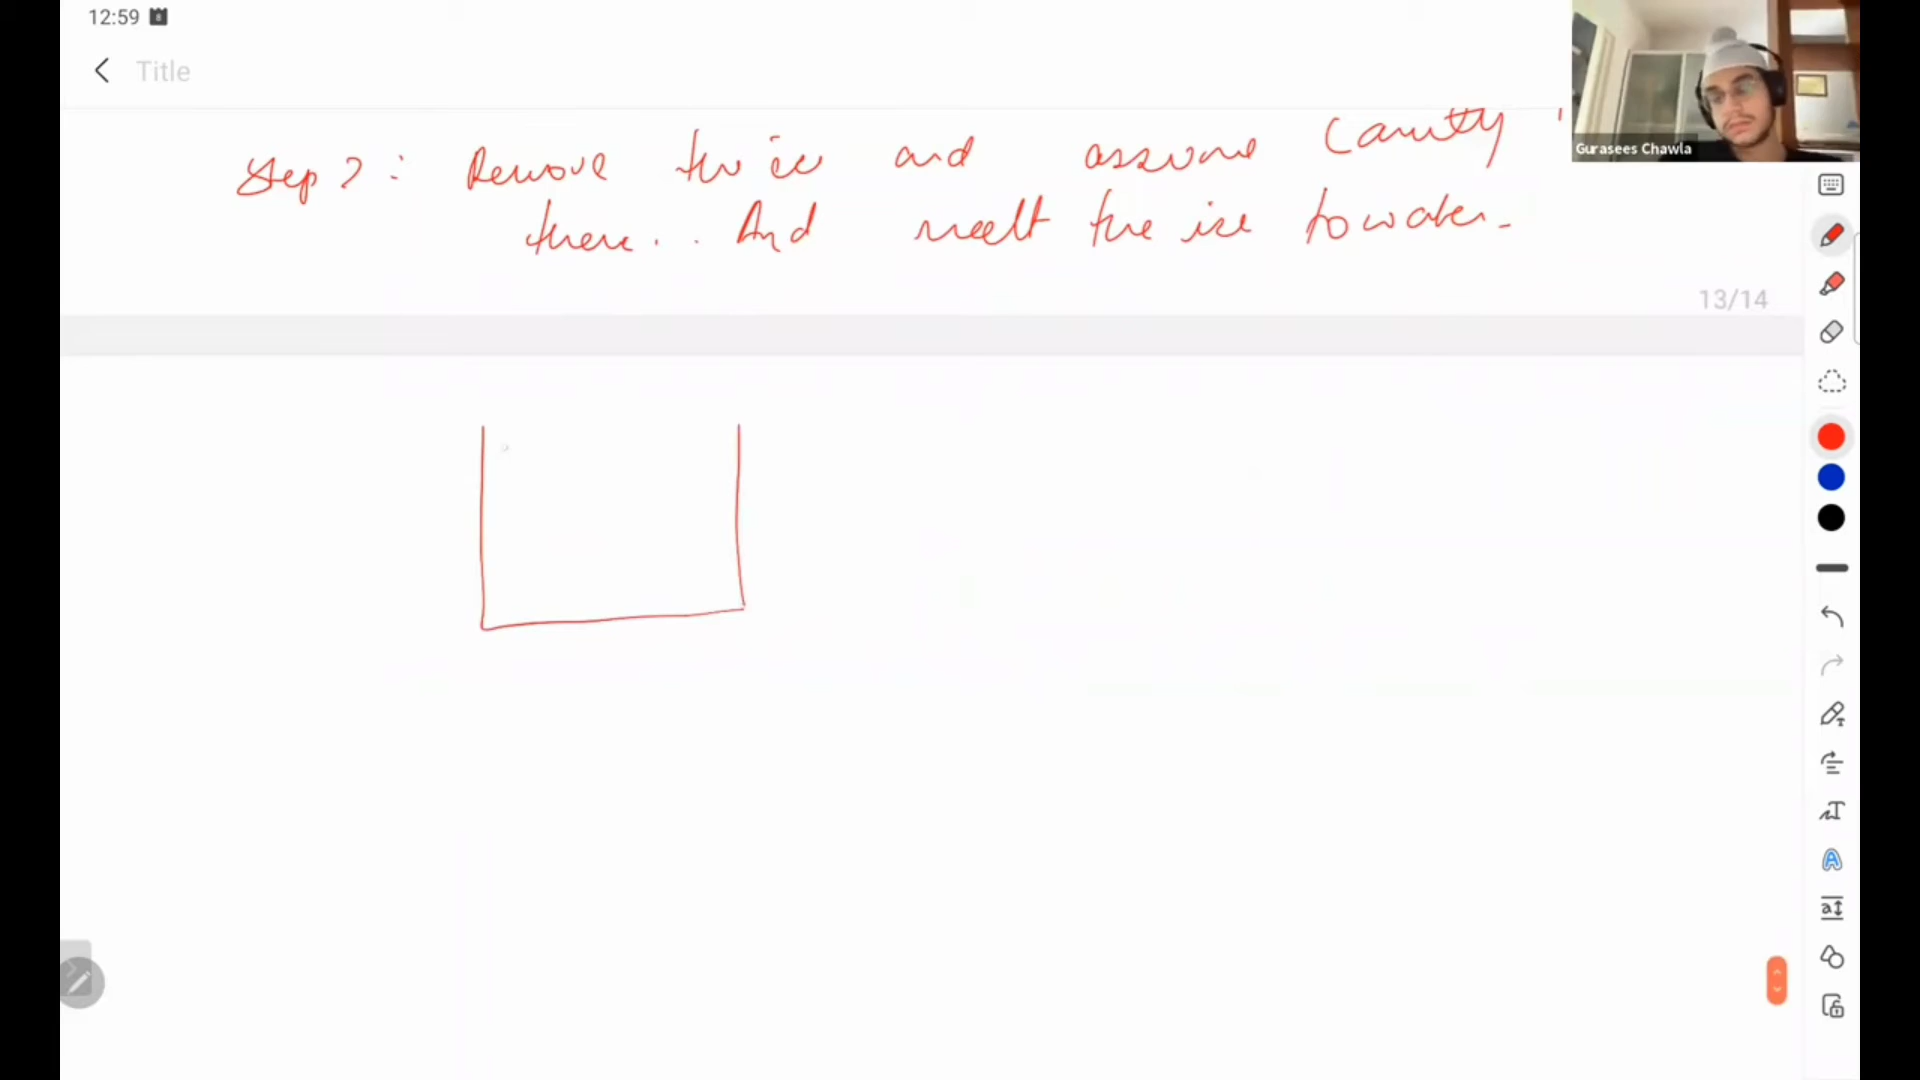 12:59
Title
Step 2: Remove the ice and assume Cavity
there... And melt the ice to water.
Gurasees Chawla
13/14